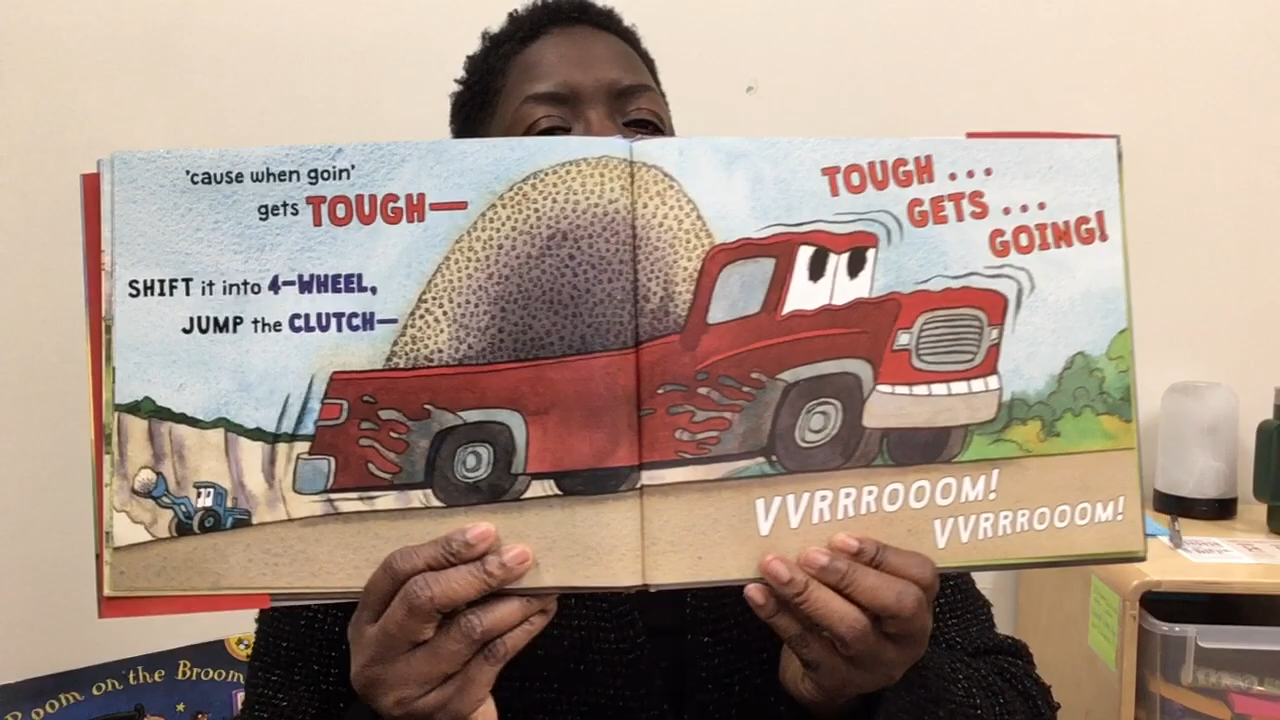 'cause when goin'
gets TOUGH—
SHIFT it into 4-WHEEL,
JUMP the CLUTCH—
TOUGH . . .
GETS . . .
GOING!
VVRRROOOM!
VVRRROOOM!
Room on the Broom